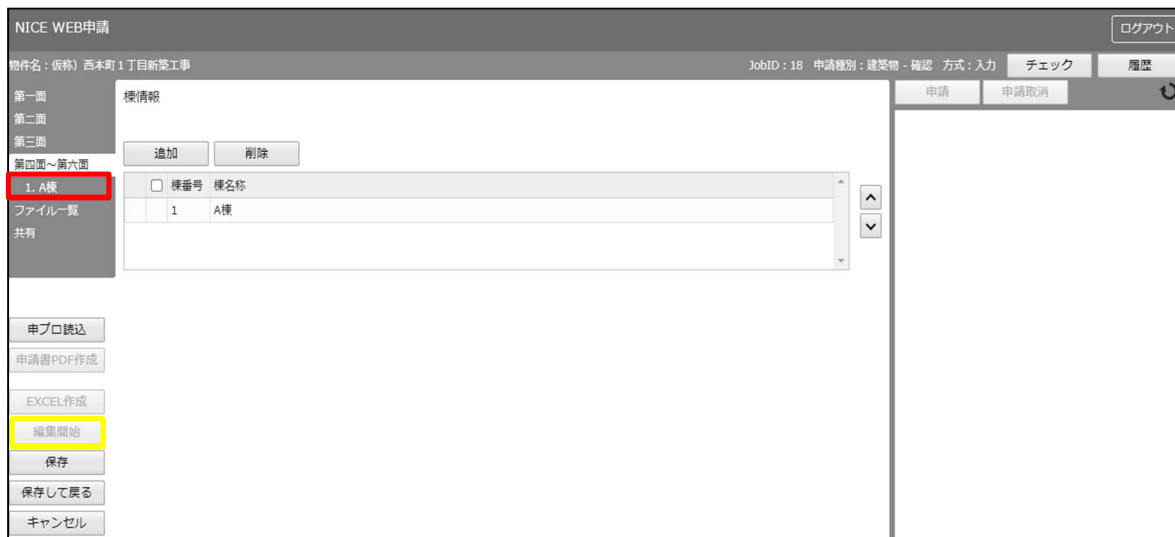 NICE WEB申請
ログアウト
物件名：仮称）西本町１丁目新築工事
JobID：18 申請種別：建築物 - 確認 方式：入力
チェック
履歴
第一面
第二面
第三面
第四面～第六面
1. A棟
ファイル一覧
共有
棟情報
追加
削除
棟番号 棟名称
1 A棟
申請
申請取消
申プロ読込
申請書PDF作成
EXCEL作成
編集開始
保存
保存して戻る
キャンセル